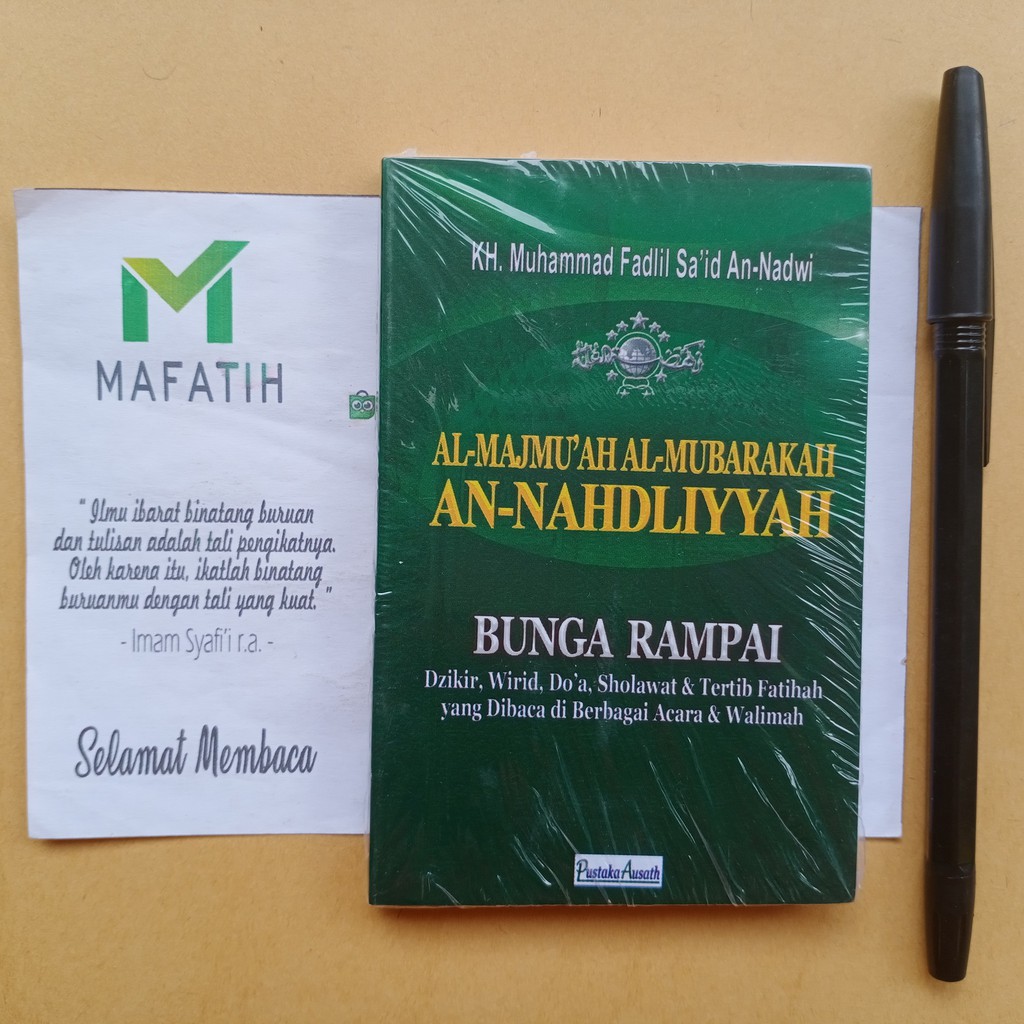 MAFATIH
" Ilmu ibarat binatang buruan
dan tulisan adalah tali pengikatnya.
Oleh karena itu, ikatlah binatang
buruanmu dengan tali yang kuat. "
- Imam Syafi'i r.a. -
Selamat Membaca
KH. Muhammad Fadlil Sa'id An-Nadwi
AL-MAJMU'AH AL-MUBARAKAH
AN-NAHDLIYYAH
BUNGA RAMPAI
Dzikir, Wirid, Do'a, Sholawat & Tertib Fatihah
yang Dibaca di Berbagai Acara & Walimah
Pustaka Ausath